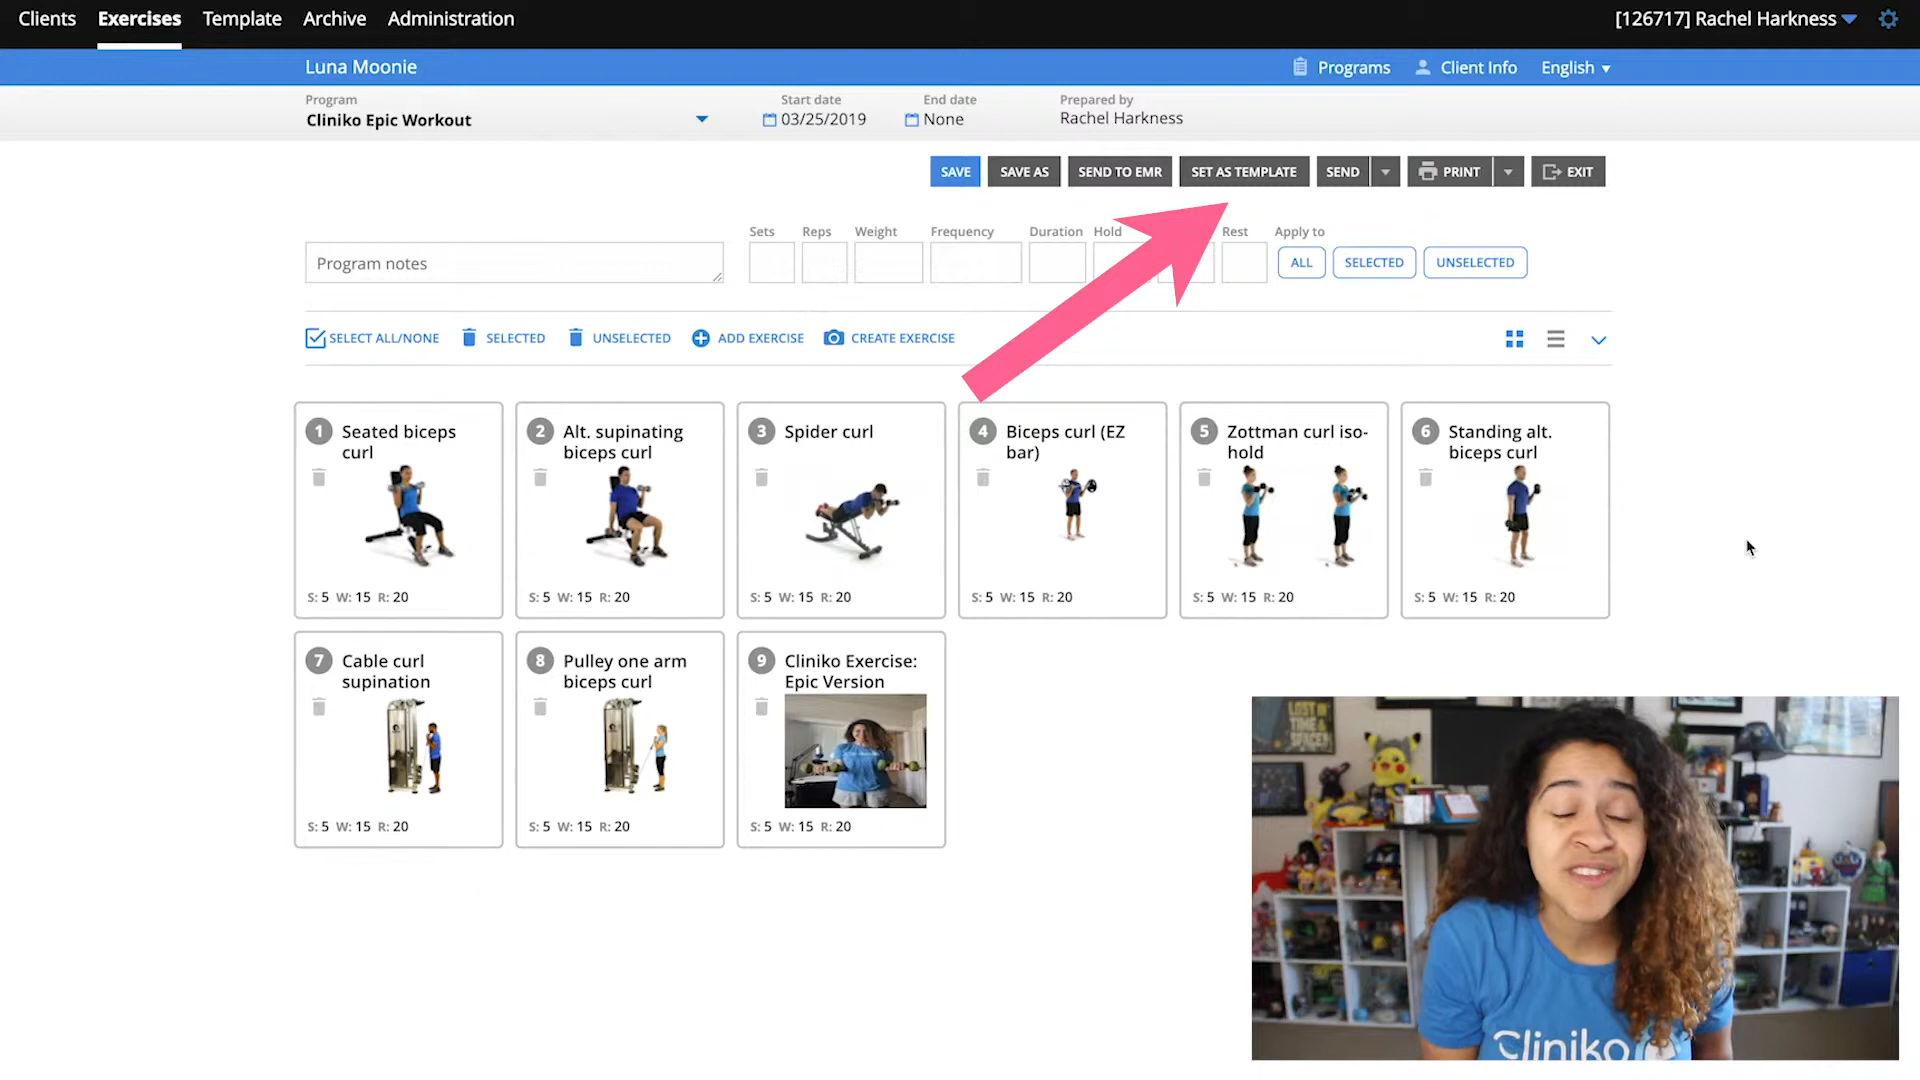 Clients Exercises Template Archive Administration [126717] Rachel Harkness
Luna Moonie Programs Client Info English
Program Start date End date Prepared by
Cliniko Epic Workout 03/25/2019 None Rachel Harkness
SAVE SAVE AS SEND TO EMR SET AS TEMPLATE SEND PRINT EXIT
Sets Reps Weight Frequency Duration Hold Rest Apply to
Program notes ALL SELECTED UNSELECTED
SELECT ALL/NONE SELECTED UNSELECTED ADD EXERCISE CREATE EXERCISE
1 Seated biceps
curl
S: 5 W: 15 R: 20
2 Alt. supinating
biceps curl
S: 5 W: 15 R: 20
3 Spider curl
S: 5 W: 15 R: 20
4 Biceps curl (EZ
bar)
S: 5 W: 15 R: 20
5 Zottman curl iso-
hold
S: 5 W: 15 R: 20
6 Standing alt.
biceps curl
S: 5 W: 15 R: 20
7 Cable curl
supination
S: 5 W: 15 R: 20
8 Pulley one arm
biceps curl
S: 5 W: 15 R: 20
9 Cliniko Exercise:
Epic Version
S: 5 W: 15 R: 20
LOST IN
TIME &
SPACE!
Cliniko